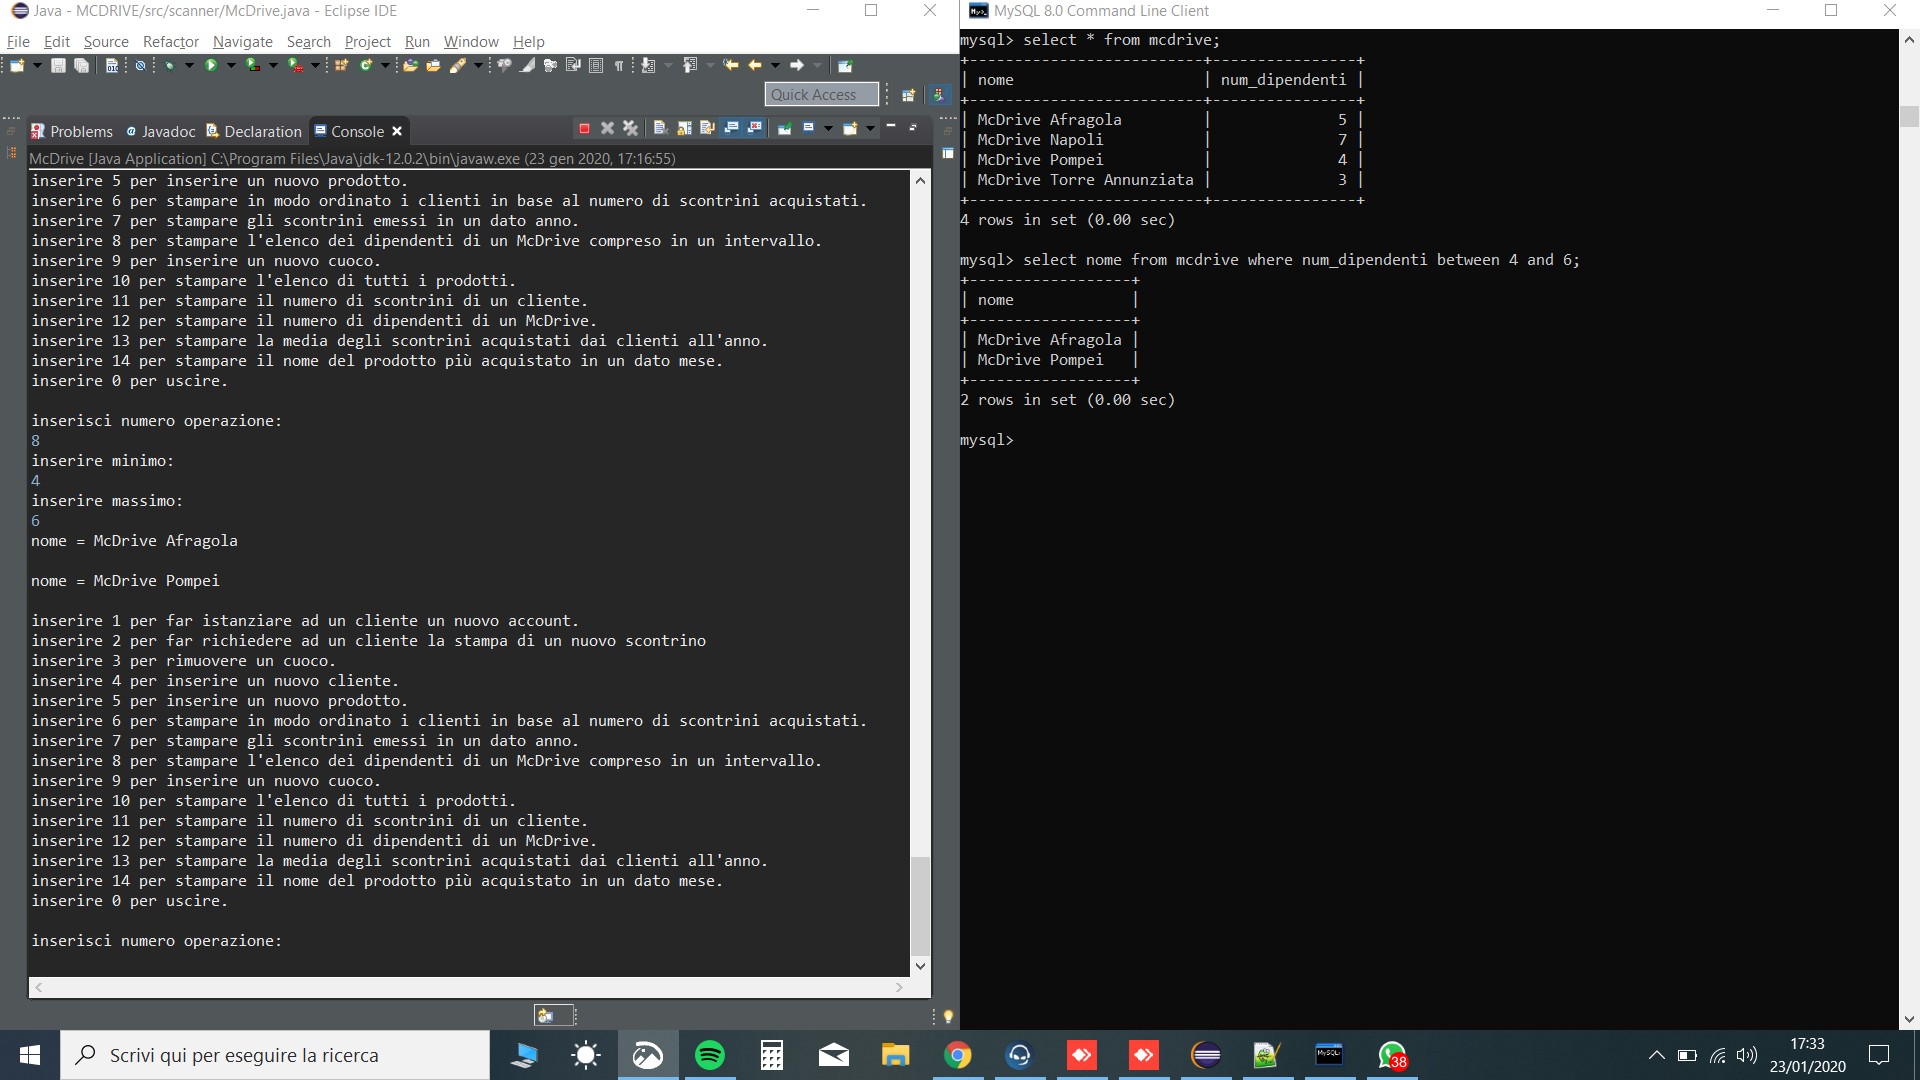 Java - MCDRIVE/src/scanner/McDrive.java - Eclipse IDE
File Edit Source Refactor Navigate Search Project Run Window Help
Quick Access
Problems Javadoc Declaration Console
McDrive [Java Application] C:\Program Files\Java\jdk-12.0.2\bin\javaw.exe (23 gen 2020, 17:16:55)
inserire 5 per inserire un nuovo prodotto.
inserire 6 per stampare in modo ordinato i clienti in base al numero di scontrini acquistati.
inserire 7 per stampare gli scontrini emessi in un dato anno.
inserire 8 per stampare l'elenco dei dipendenti di un McDrive compreso in un intervallo.
inserire 9 per inserire un nuovo cuoco.
inserire 10 per stampare l'elenco di tutti i prodotti.
inserire 11 per stampare il numero di scontrini di un cliente.
inserire 12 per stampare il numero di dipendenti di un McDrive.
inserire 13 per stampare la media degli scontrini acquistati dai clienti all'anno.
inserire 14 per stampare il nome del prodotto più acquistato in un dato mese.
inserire 0 per uscire.
inserisci numero operazione:
8
inserire minimo:
4
inserire massimo:
6
nome = McDrive Afragola
nome = McDrive Pompei
inserire 1 per far istanziare ad un cliente un nuovo account.
inserire 2 per far richiedere ad un cliente la stampa di un nuovo scontrino
inserire 3 per rimuovere un cuoco.
inserire 4 per inserire un nuovo cliente.
inserire 5 per inserire un nuovo prodotto.
inserire 6 per stampare in modo ordinato i clienti in base al numero di scontrini acquistati.
inserire 7 per stampare gli scontrini emessi in un dato anno.
inserire 8 per stampare l'elenco dei dipendenti di un McDrive compreso in un intervallo.
inserire 9 per inserire un nuovo cuoco.
inserire 10 per stampare l'elenco di tutti i prodotti.
inserire 11 per stampare il numero di scontrini di un cliente.
inserire 12 per stampare il numero di dipendenti di un McDrive.
inserire 13 per stampare la media degli scontrini acquistati dai clienti all'anno.
inserire 14 per stampare il nome del prodotto più acquistato in un dato mese.
inserire 0 per uscire.
inserisci numero operazione:
MySQL 8.0 Command Line Client
mysql> select * from mcdrive;
+--------------------------+----------------+
| nome                     | num_dipendenti |
+--------------------------+----------------+
| McDrive Afragola         |              5 |
| McDrive Napoli           |              7 |
| McDrive Pompei           |              4 |
| McDrive Torre Annunziata |              3 |
+--------------------------+----------------+
4 rows in set (0.00 sec)
mysql> select nome from mcdrive where num_dipendenti between 4 and 6;
+------------------+
| nome             |
+------------------+
| McDrive Afragola |
| McDrive Pompei   |
+------------------+
2 rows in set (0.00 sec)
mysql>
Scrivi qui per eseguire la ricerca
MySQL
38
17:33
23/01/2020